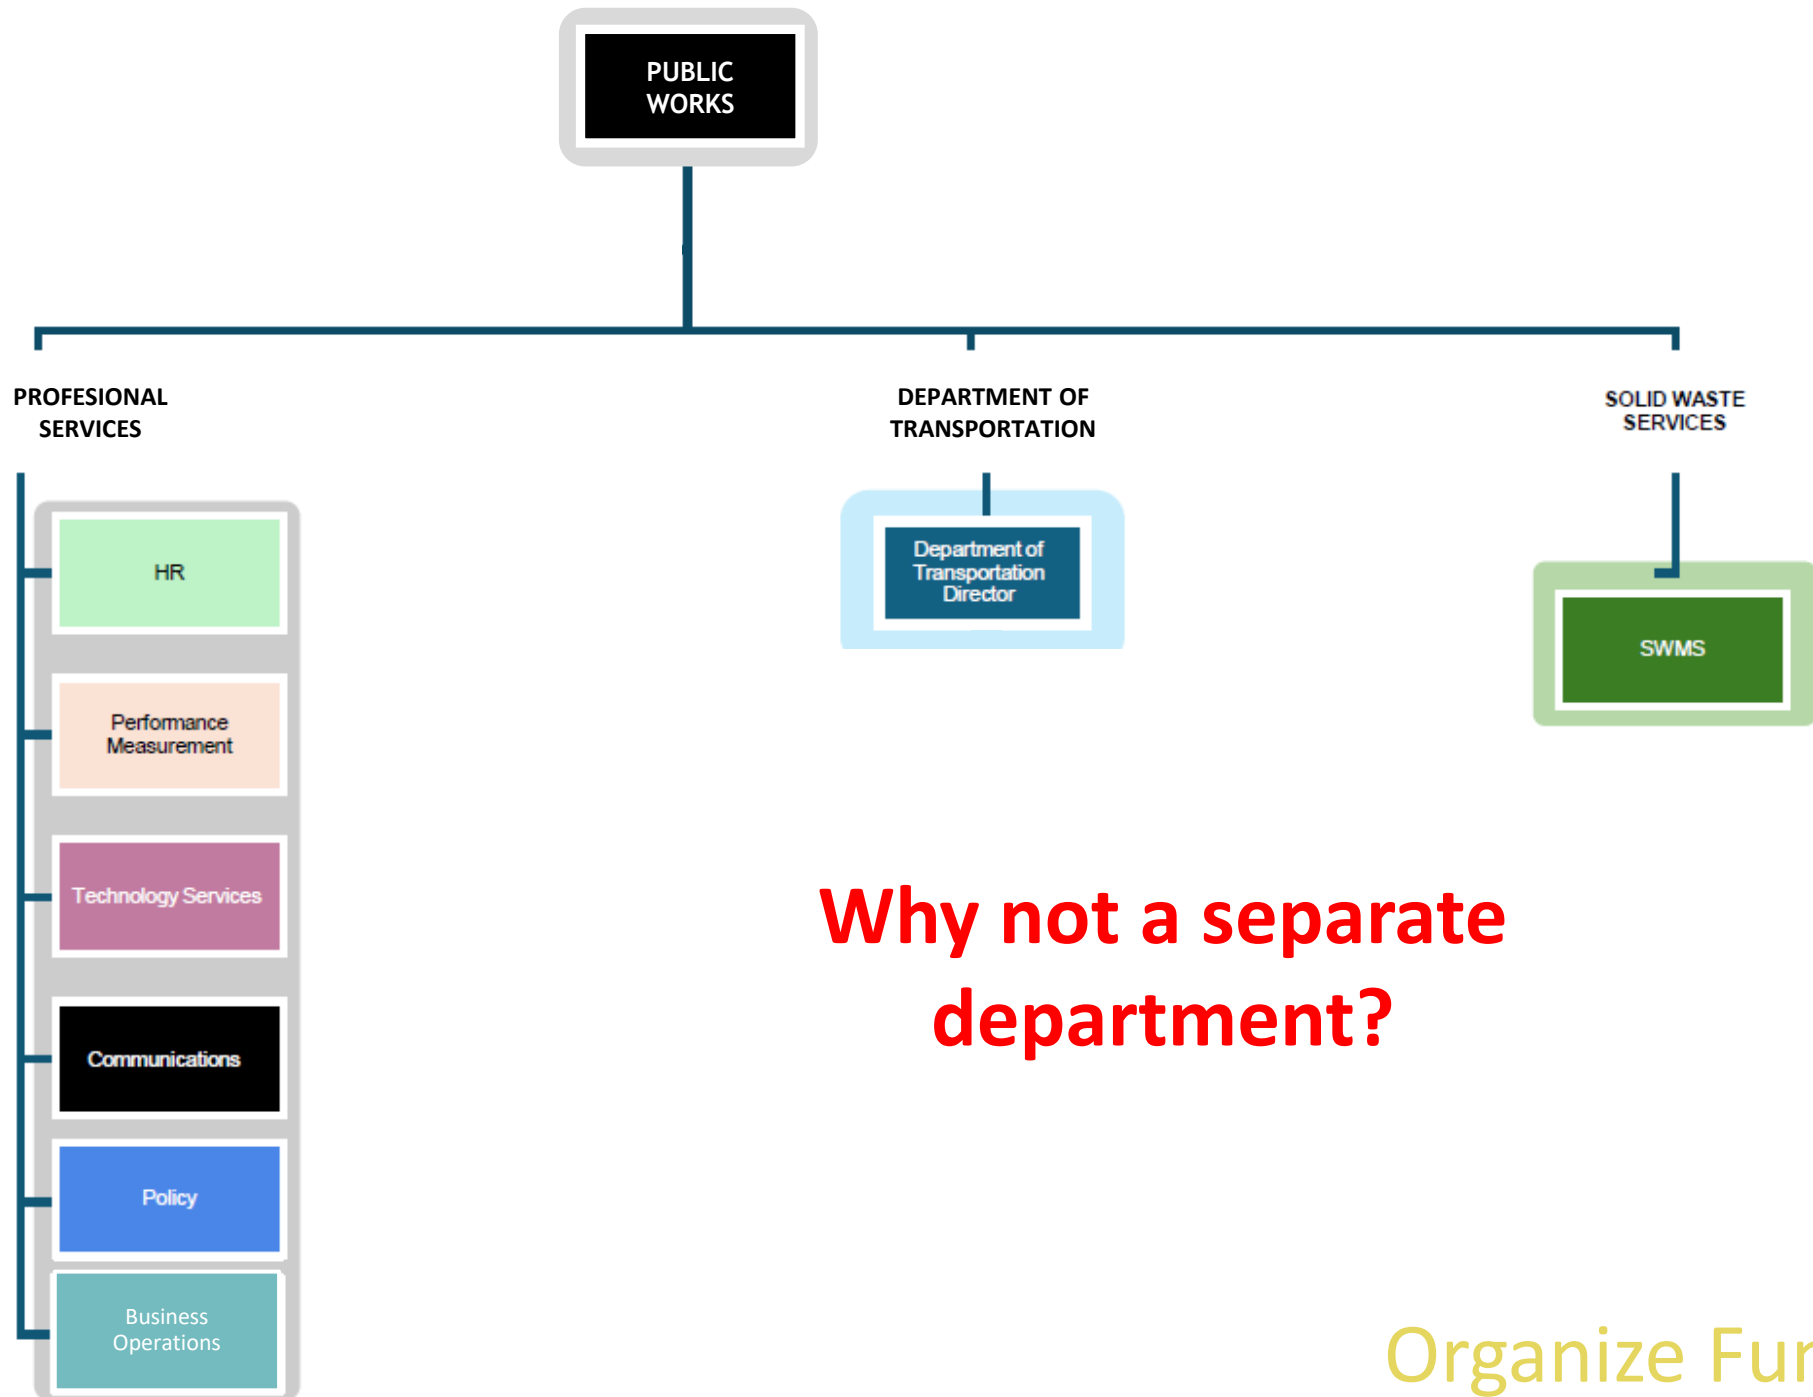 PUBLIC
WORKS
PROFESIONAL
SERVICES
DEPARTMENT OF
TRANSPORTATION
SOLID WASTE
SERVICES
HR
Performance
Measurement
Technology Services
Communications
Policy
Business
Operations
Department of
Transportation
Director
SWMS
Why not a separate
department?
Organize